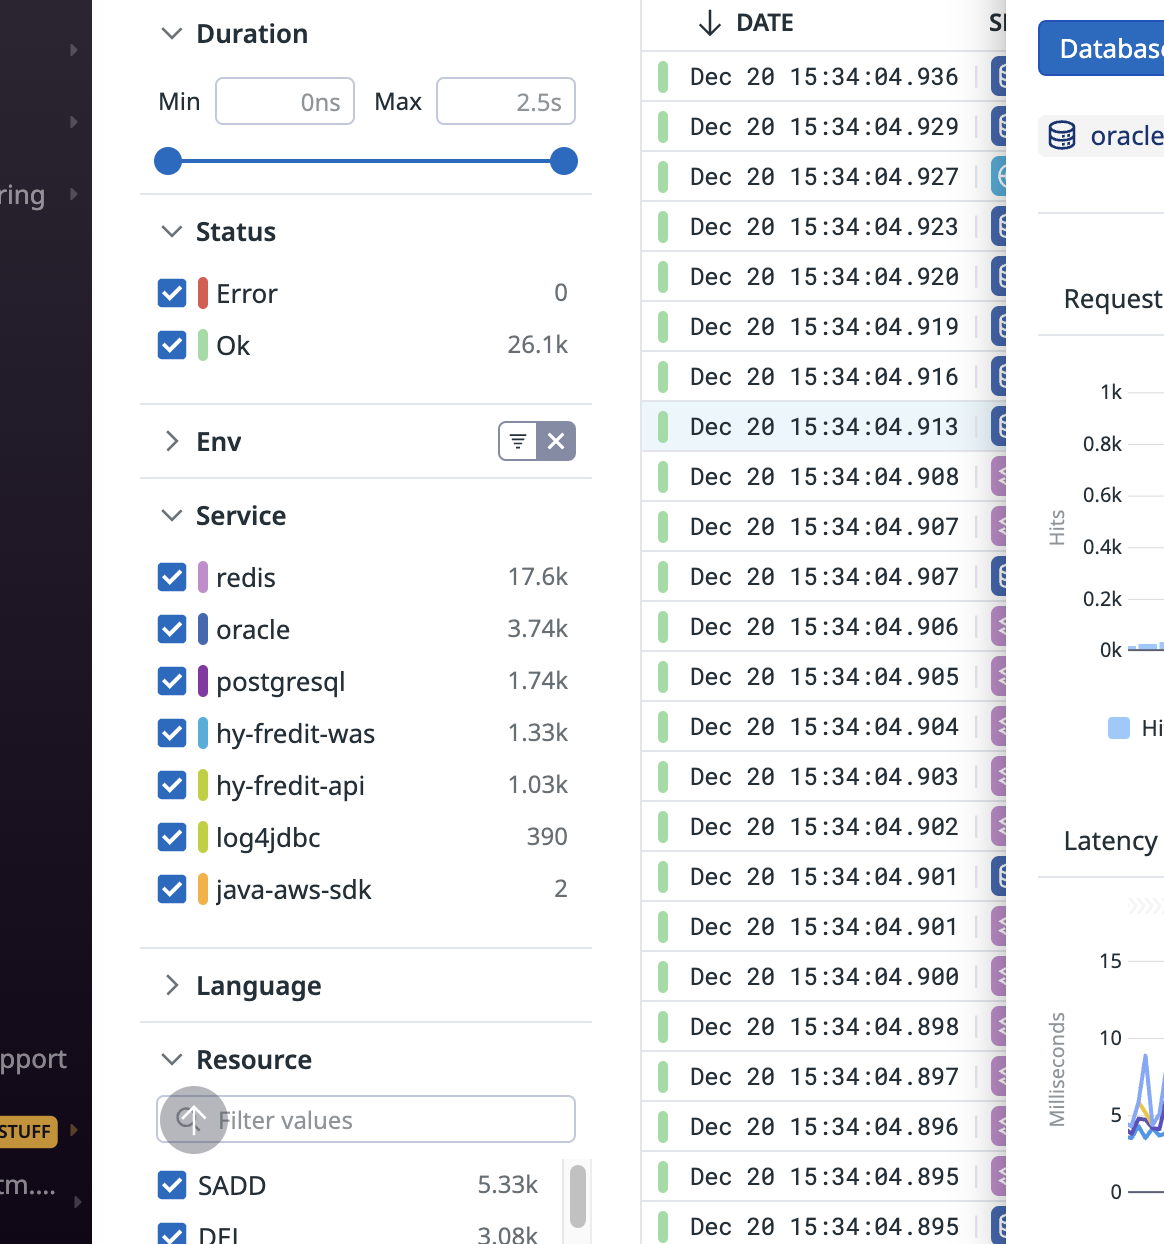 ring
pport
STUFF
tm....
Duration
Min 0ns Max 2.5s
Status
Error 0
Ok 26.1k
Env
Service
redis 17.6k
oracle 3.74k
postgresql 1.74k
hy-fredit-was 1.33k
hy-fredit-api 1.03k
log4jdbc 390
java-aws-sdk 2
Language
Resource
Filter values
SADD 5.33k
DEL 3.08k
DATE
Dec 20 15:34:04.936
Dec 20 15:34:04.929
Dec 20 15:34:04.927
Dec 20 15:34:04.923
Dec 20 15:34:04.920
Dec 20 15:34:04.919
Dec 20 15:34:04.916
Dec 20 15:34:04.913
Dec 20 15:34:04.908
Dec 20 15:34:04.907
Dec 20 15:34:04.907
Dec 20 15:34:04.906
Dec 20 15:34:04.905
Dec 20 15:34:04.904
Dec 20 15:34:04.903
Dec 20 15:34:04.902
Dec 20 15:34:04.901
Dec 20 15:34:04.901
Dec 20 15:34:04.900
Dec 20 15:34:04.898
Dec 20 15:34:04.897
Dec 20 15:34:04.896
Dec 20 15:34:04.895
Dec 20 15:34:04.895
Databas
oracle
Request
Hits
1k
0.8k
0.6k
0.4k
0.2k
0k
Hi
Latency
Milliseconds
15
10
5
0